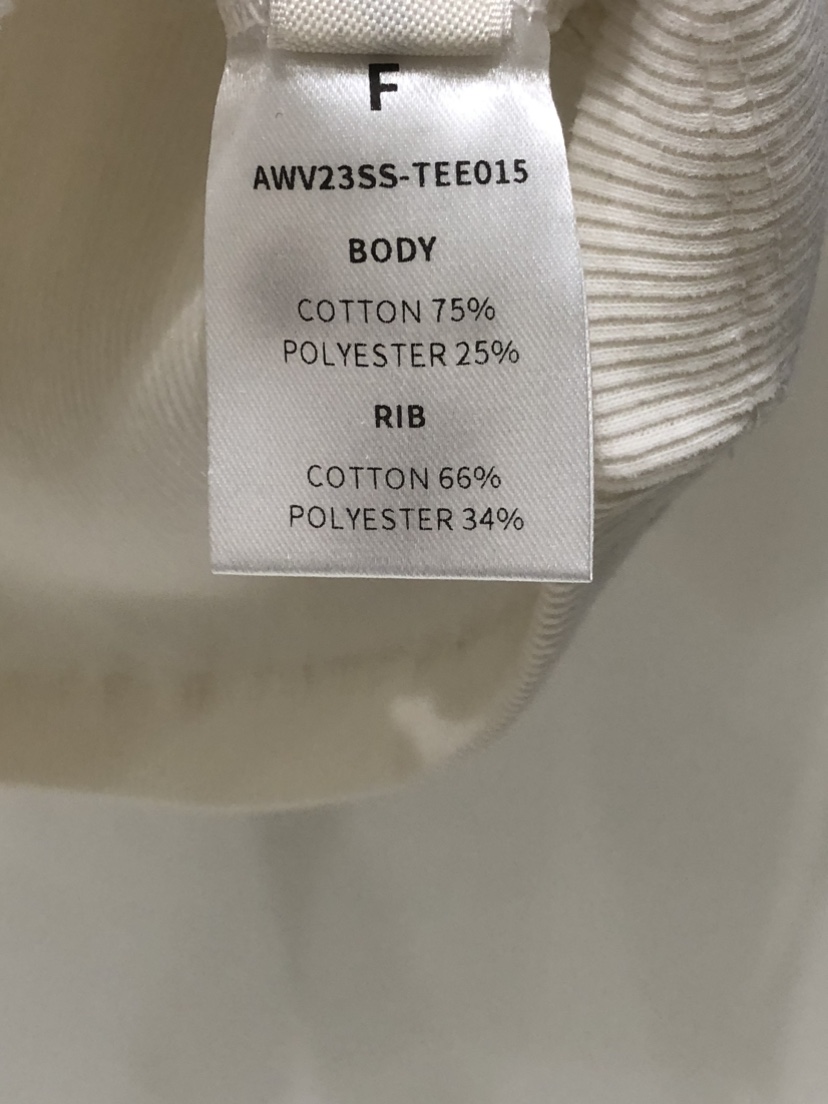 F
AWV23SS-TEE015
BODY
COTTON 75%
POLYESTER 25%
RIB
COTTON 66%
POLYESTER 34%